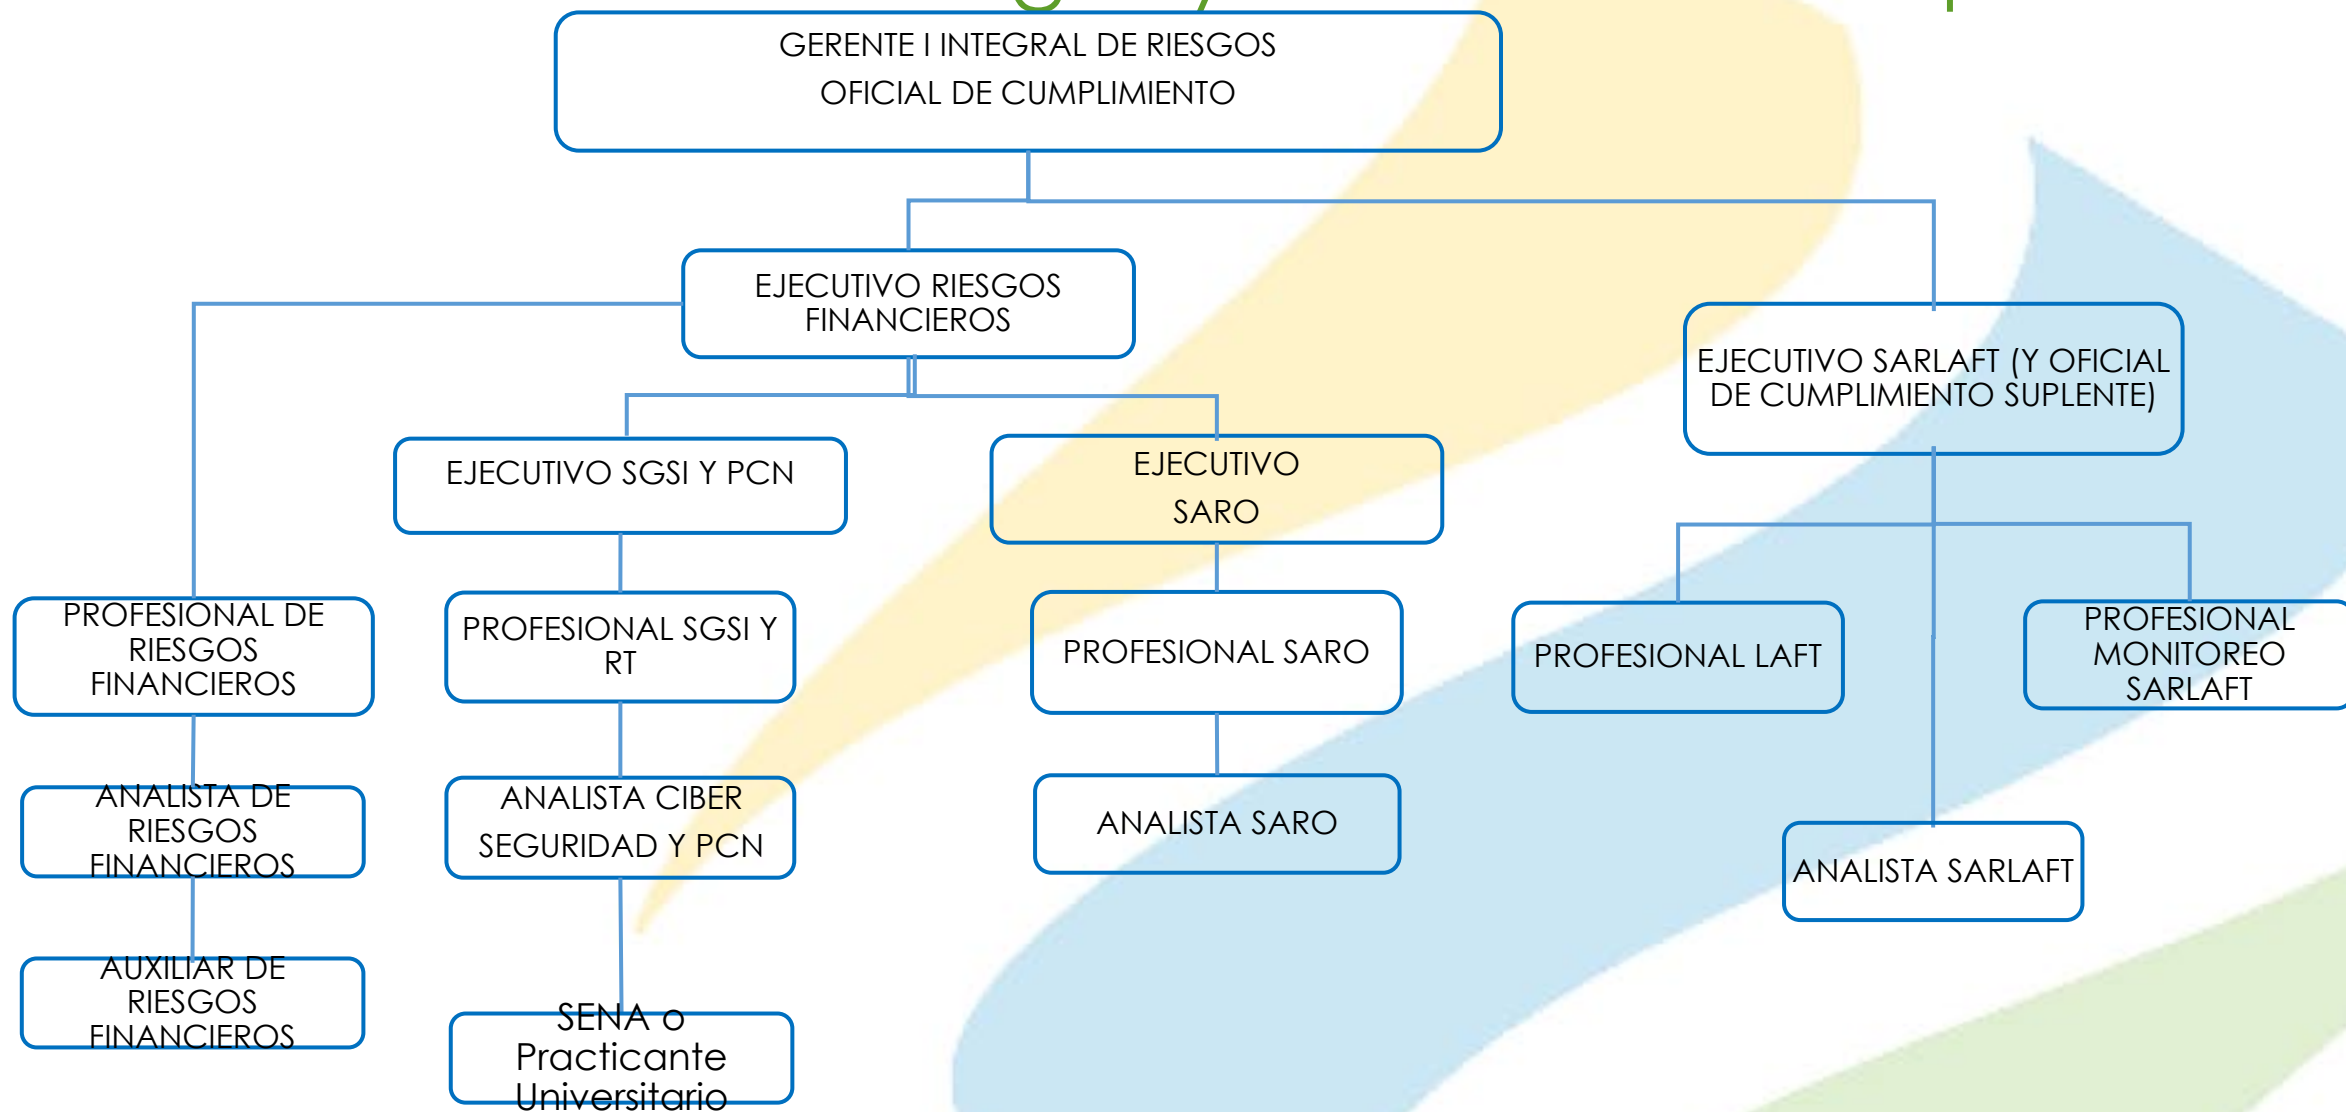 GERENTE I INTEGRAL DE RIESGOS
OFICIAL DE CUMPLIMIENTO
EJECUTIVO RIESGOS
FINANCIEROS
EJECUTIVO SARLAFT (Y OFICIAL
DE CUMPLIMIENTO SUPLENTE)
EJECUTIVO SGSI Y PCN
EJECUTIVO
SARO
PROFESIONAL DE
RIESGOS
FINANCIEROS
PROFESIONAL SGSI Y
RT
PROFESIONAL SARO
PROFESIONAL LAFT
PROFESIONAL
MONITOREO
SARLAFT
ANALISTA DE
RIESGOS
FINANCIEROS
ANALISTA CIBER
SEGURIDAD Y PCN
ANALISTA SARO
ANALISTA SARLAFT
AUXILIAR DE
RIESGOS
FINANCIEROS
SENA o
Practicante
Universitario